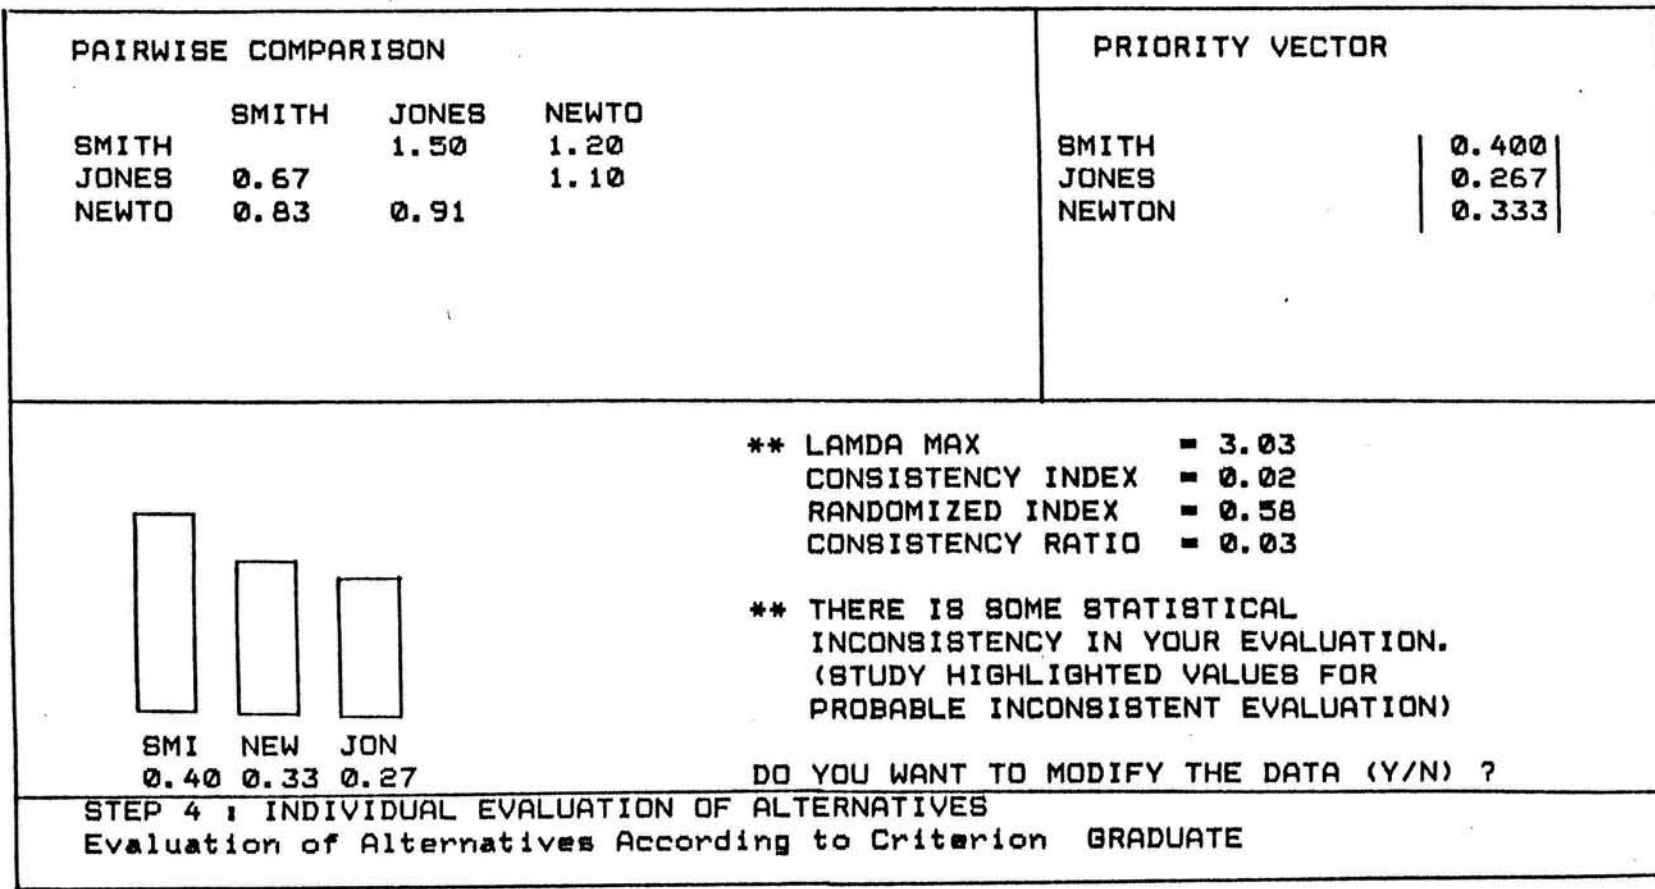 PAIRWISE COMPARISON
SMITH JONES NEWTO
SMITH 1.50 1.20
JONES 0.67 1.10
NEWTO 0.83 0.91
PRIORITY VECTOR
SMITH 0.400
JONES 0.267
NEWTON 0.333
SMI NEW JON
0.40 0.33 0.27
** LAMDA MAX = 3.03
CONSISTENCY INDEX = 0.02
RANDOMIZED INDEX = 0.58
CONSISTENCY RATIO = 0.03
** THERE IS SOME STATISTICAL
INCONSISTENCY IN YOUR EVALUATION.
(STUDY HIGHLIGHTED VALUES FOR
PROBABLE INCONSISTENT EVALUATION)
DO YOU WANT TO MODIFY THE DATA (Y/N) ?
STEP 4 : INDIVIDUAL EVALUATION OF ALTERNATIVES
Evaluation of Alternatives According to Criterion GRADUATE